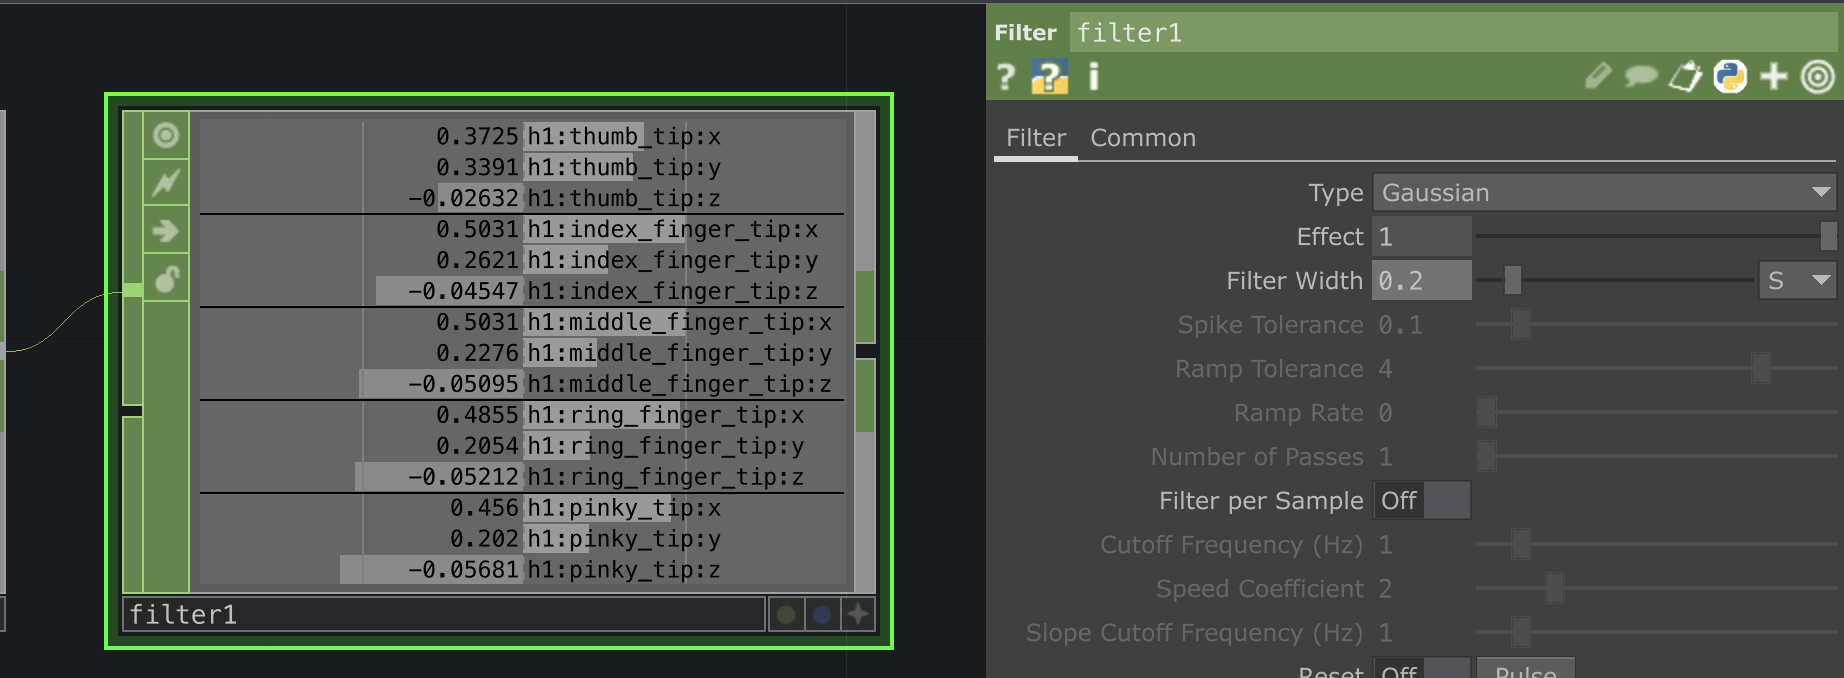 Filter filter1
? ? i
Filter Common
0.3725 h1:thumb_tip:x
0.3391 h1:thumb_tip:y
-0.02632 h1:thumb_tip:z
0.5031 h1:index_finger_tip:x
0.2621 h1:index_finger_tip:y
-0.04547 h1:index_finger_tip:z
0.5031 h1:middle_finger_tip:x
0.2276 h1:middle_finger_tip:y
-0.05095 h1:middle_finger_tip:z
0.4855 h1:ring_finger_tip:x
0.2054 h1:ring_finger_tip:y
-0.05212 h1:ring_finger_tip:z
0.456 h1:pinky_tip:x
0.202 h1:pinky_tip:y
-0.05681 h1:pinky_tip:z
filter1
Type Gaussian
Effect 1
Filter Width 0.2 S
Spike Tolerance 0.1
Ramp Tolerance 4
Ramp Rate 0
Number of Passes 1
Filter per Sample Off
Cutoff Frequency (Hz) 1
Speed Coefficient 2
Slope Cutoff Frequency (Hz) 1
Reset Off Pulse